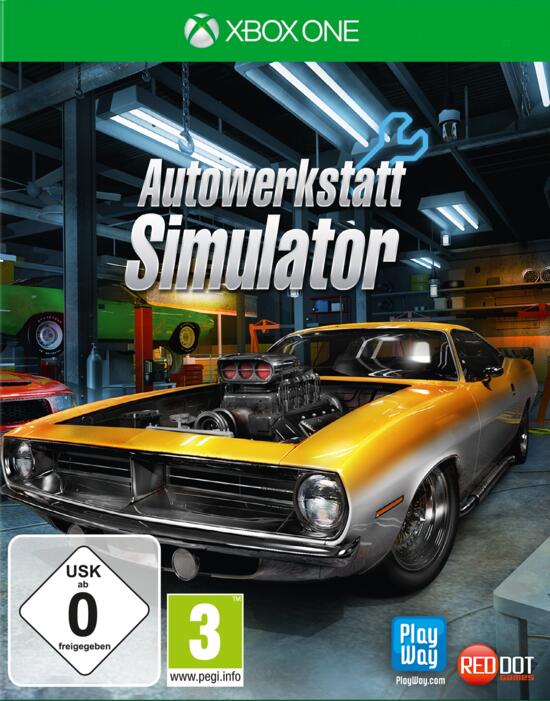 XBOX ONE
Autowerkstatt
Simulator
USK
ab
0
freigegeben
3
TM
www.pegi.info
Play
Way
PlayWay.com
RED DOT
Games